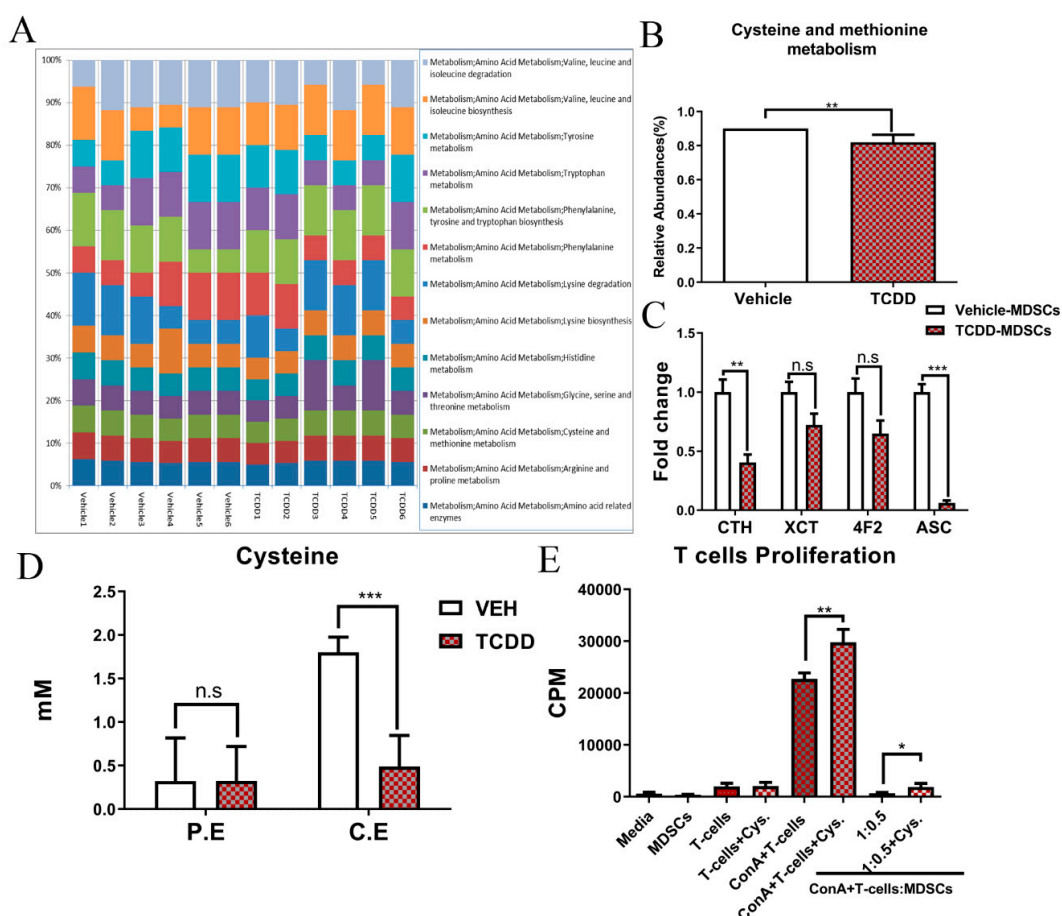 A
100%
90%
80%
70%
60%
50%
40%
30%
20%
10%
0%
Vehicle1
Vehicle2
Vehicle3
Vehicle4
Vehicle5
Vehicle6
TCDD1
TCDD2
TCDD3
TCDD4
TCDD5
TCDD6
Metabolism;Amino Acid Metabolism;Valine, leucine and
isoleucine degradation
Metabolism;Amino Acid Metabolism;Valine, leucine and
isoleucine biosynthesis
Metabolism;Amino Acid Metabolism;Tyrosine
metabolism
Metabolism;Amino Acid Metabolism;Tryptophan
metabolism
Metabolism;Amino Acid Metabolism;Phenylalanine,
tyrosine and tryptophan biosynthesis
Metabolism;Amino Acid Metabolism;Phenylalanine
metabolism
Metabolism;Amino Acid Metabolism;Lysine degradation
Metabolism;Amino Acid Metabolism;Lysine biosynthesis
Metabolism;Amino Acid Metabolism;Histidine
metabolism
Metabolism;Amino Acid Metabolism;Glycine, serine and
threonine metabolism
Metabolism;Amino Acid Metabolism;Cysteine and
methionine metabolism
Metabolism;Amino Acid Metabolism;Arginine and
proline metabolism
Metabolism;Amino Acid Metabolism;Amino acid related
enzymes
B
Cysteine and methionine
metabolism
Relative Abundances(%)
1.0
0.8
0.6
0.4
0.2
0.0
**
Vehicle
TCDD
C
Vehicle-MDSCs
TCDD-MDSCs
Fold change
1.5
1.0
0.5
0.0
**
n.s
n.s
***
CTH
XCT
4F2
ASC
D
Cysteine
mM
2.5
2.0
1.5
1.0
0.5
0.0
n.s
***
P.E
C.E
VEH
TCDD
E
T cells Proliferation
CPM
40000
30000
20000
10000
0
**
*
Media
MDSCs
T-cells
T-cells+Cys.
ConA+T-cells
ConA+T-cells+Cys.
1:0.5
1:0.5+Cys.
ConA+T-cells:MDSCs